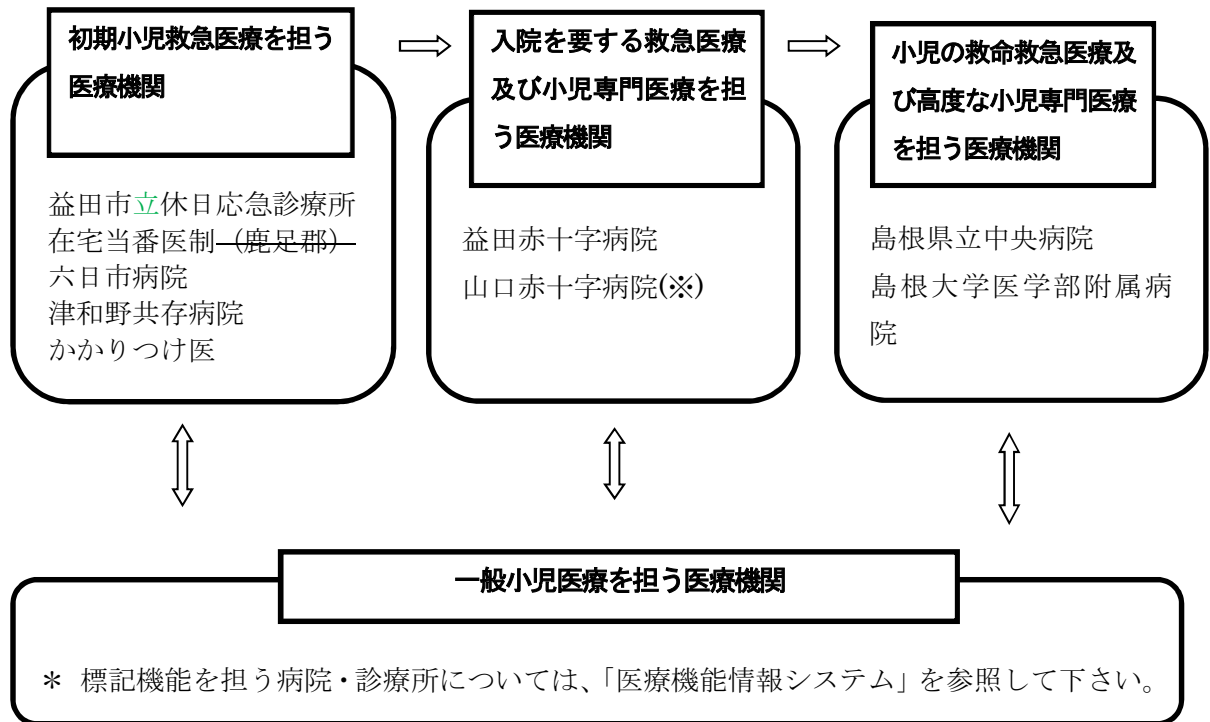 初期小児救急医療を担う
医療機関
益田市立休日応急診療所
在宅当番医制（鹿足郡）
六日市病院
津和野共存病院
かかりつけ医
入院を要する救急医療
及び小児専門医療を担
う医療機関
益田赤十字病院
山口赤十字病院(※)
小児の救命救急医療及
び高度な小児専門医療
を担う医療機関
島根県立中央病院
島根大学医学部附属病
院
一般小児医療を担う医療機関
＊ 標記機能を担う病院・診療所については、「医療機能情報システム」を参照して下さい。